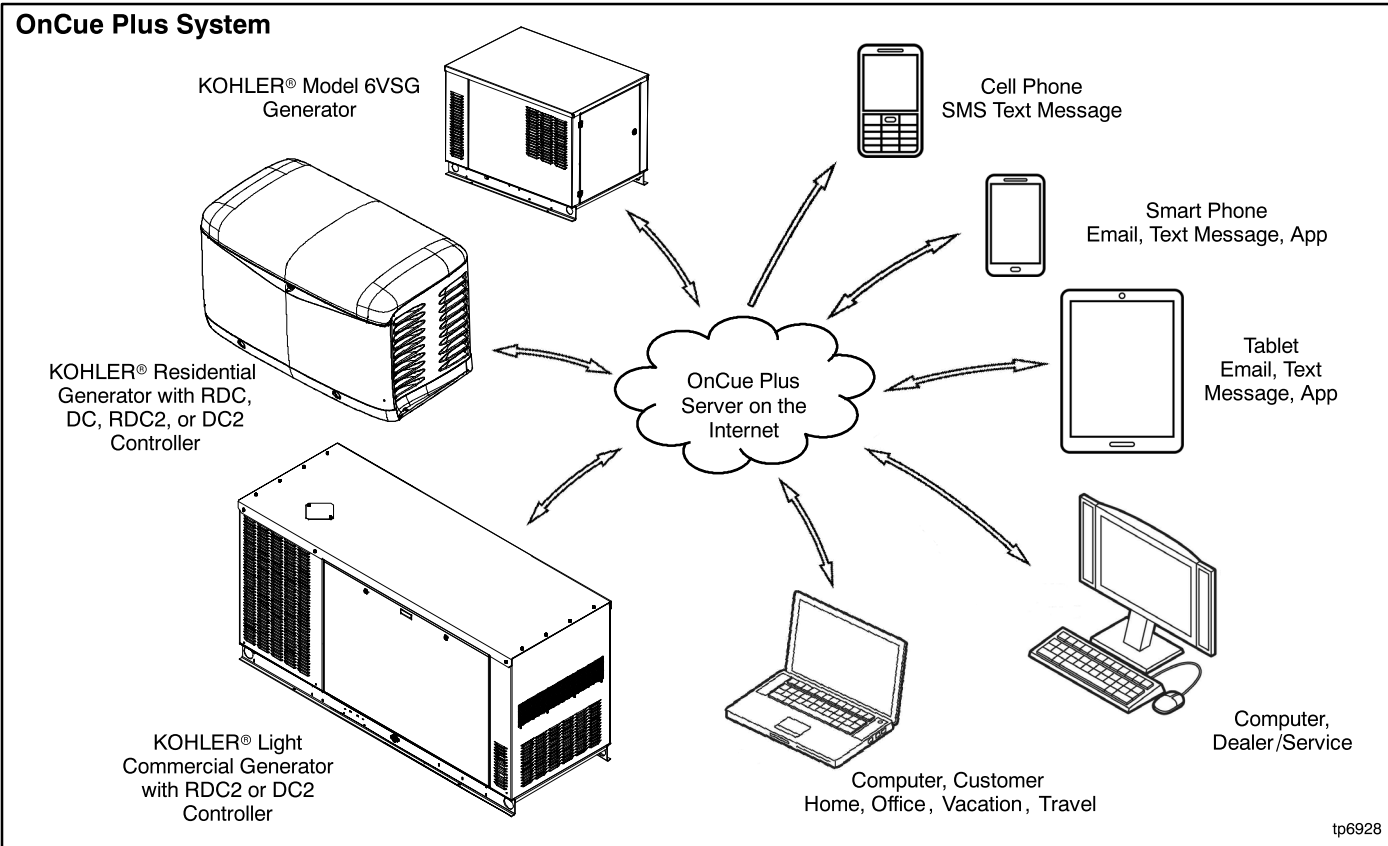 OnCue Plus System
KOHLER® Model 6VSG
Generator
Cell Phone
SMS Text Message
Smart Phone
Email, Text Message, App
KOHLER® Residential
Generator with RDC,
DC, RDC2, or DC2
Controller
OnCue Plus
Server on the
Internet
Tablet
Email, Text
Message, App
KOHLER® Light
Commercial Generator
with RDC2 or DC2
Controller
Computer, Customer
Home, Office, Vacation, Travel
Computer,
Dealer/Service
tp6928